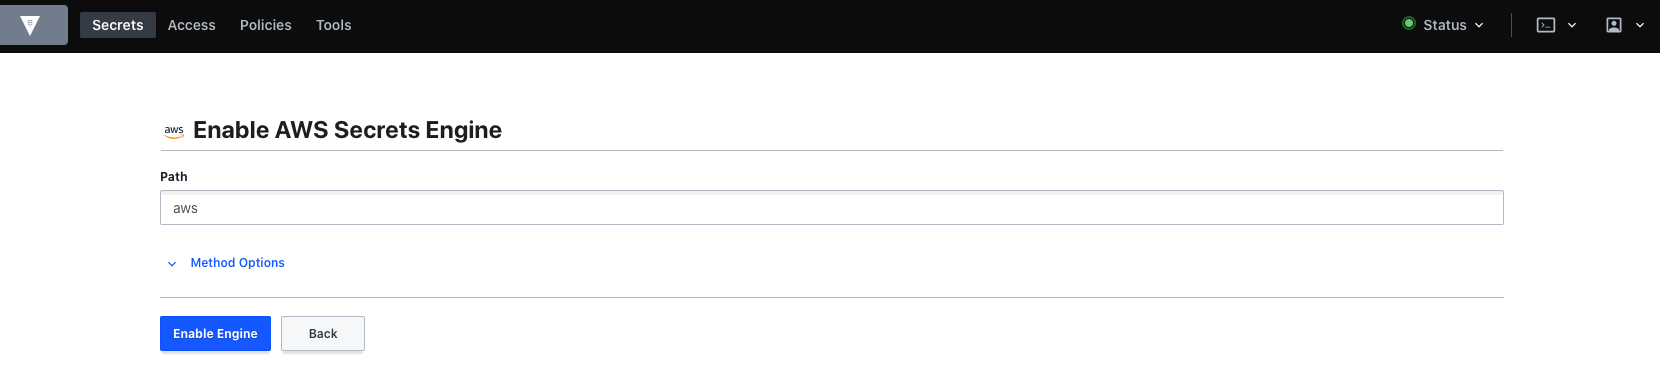 Secrets Access Policies Tools Status
aws Enable AWS Secrets Engine
Path
aws
Method Options
Enable Engine Back